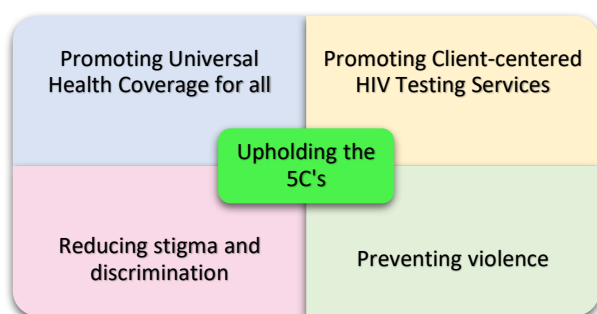 Promoting Universal
Health Coverage for all
Promoting Client-centered
HIV Testing Services
Upholding the
5C's
Reducing stigma and
discrimination
Preventing violence